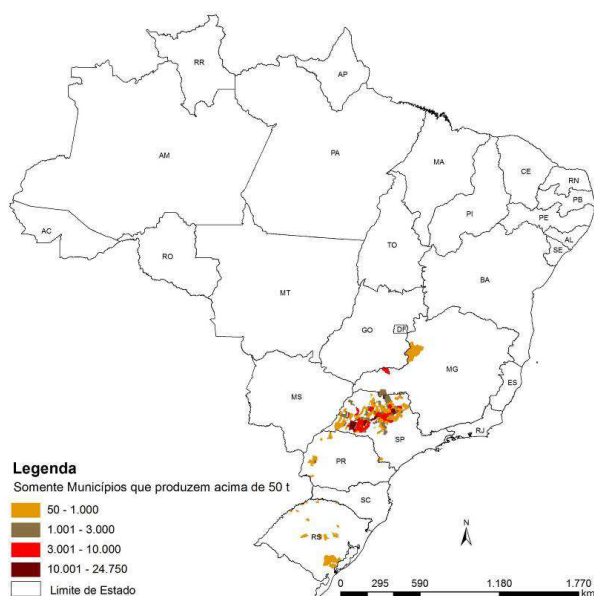 RR
AP
AM
PA
MA
CE
RN
PB
PE
AL
SE
PI
AC
RO
TO
BA
MT
GO
DF
MG
ES
MS
SP
RJ
PR
SC
RS
N
Legenda
Somente Municípios que produzem acima de 50 t
50 - 1.000
1.001 - 3.000
3.001 - 10.000
10.001 - 24.750
Limite de Estado
0 295 590 1.180 1.770
km